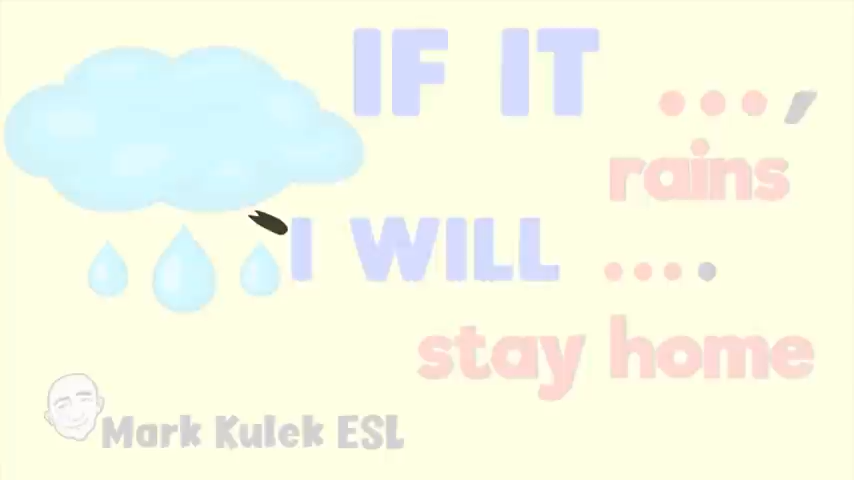 IF IT ...,
rains
I WILL ....
stay home
Mark Kulek ESL